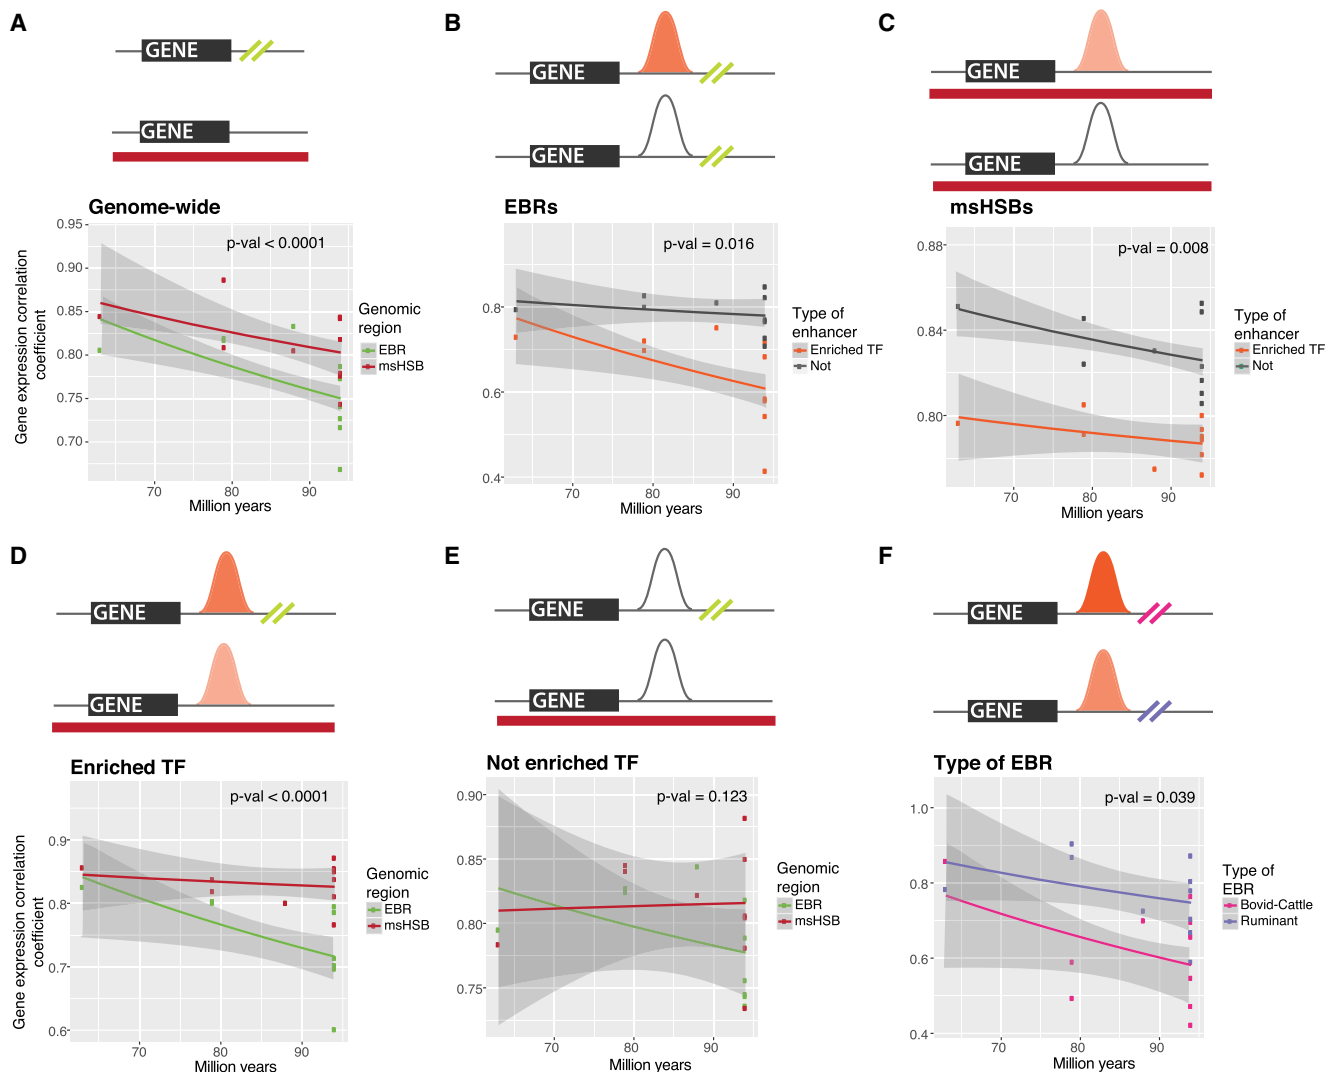 A
GENE
GENE
Genome-wide
p-val < 0.0001
0.95
0.90
0.85
0.80
0.75
0.70
70
80
90
Million years
Gene expression correlation
coefficient
Genomic
region
EBR
msHSB
B
GENE
GENE
EBRs
p-val = 0.016
0.8
0.6
0.4
70
80
90
Million years
Type of
enhancer
Enriched TF
Not
C
GENE
GENE
msHSBs
p-val = 0.008
0.88
0.84
0.80
70
80
90
Million years
Type of
enhancer
Enriched TF
Not
D
GENE
GENE
Enriched TF
p-val < 0.0001
0.9
0.8
0.7
0.6
70
80
90
Million years
Gene expression correlation
coefficient
Genomic
region
EBR
msHSB
E
GENE
GENE
Not enriched TF
p-val = 0.123
0.90
0.85
0.80
0.75
70
80
90
Million years
Genomic
region
EBR
msHSB
F
GENE
GENE
Type of EBR
p-val = 0.039
1.0
0.8
0.6
0.4
70
80
90
Million years
Type of
EBR
Bovid-Cattle
Ruminant